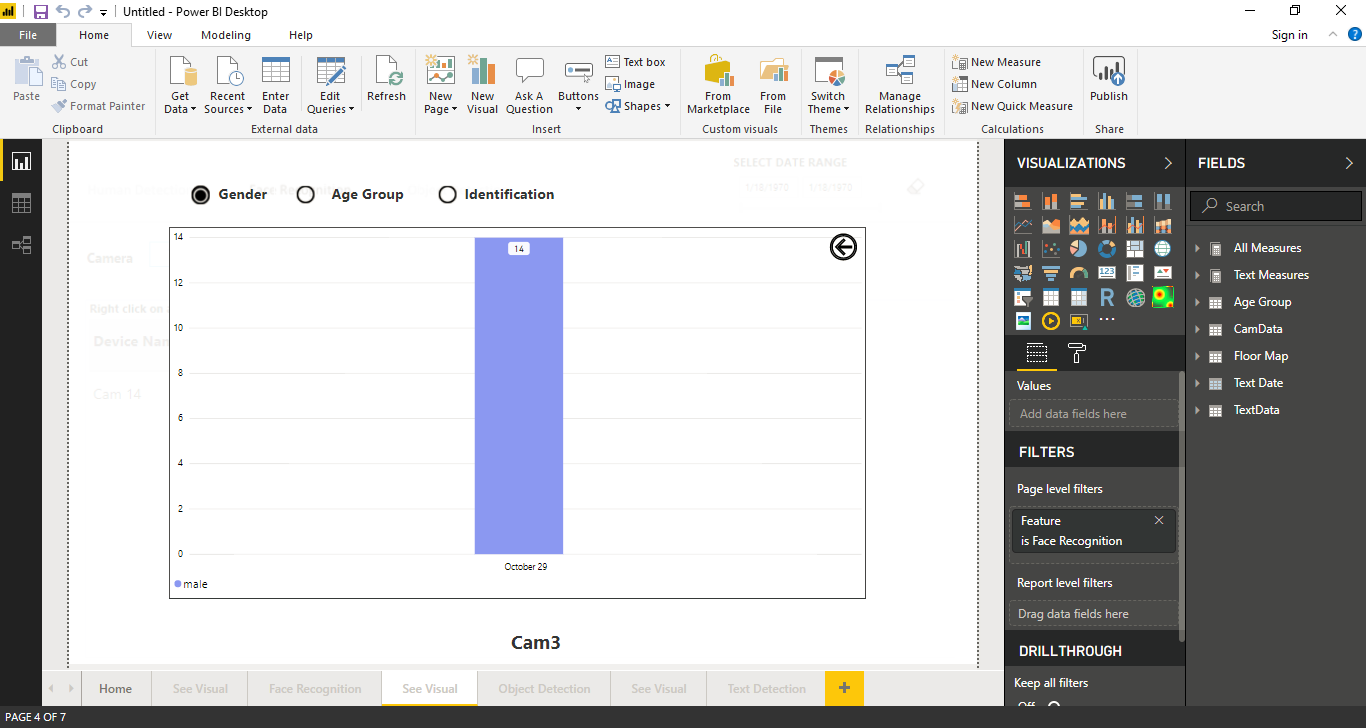 Untitled - Power BI Desktop
File Home View Modeling Help Sign in
Paste
Cut
Copy
Format Painter
Clipboard
Get Data
Recent Sources
Enter Data
Edit Queries
Refresh
External data
New Page
New Visual
Ask A Question
Buttons
Text box
Image
Shapes
Insert
From Marketplace
From File
Custom visuals
Switch Theme
Themes
Manage Relationships
Relationships
New Measure
New Column
New Quick Measure
Calculations
Publish
Share
SELECT DATE RANGE
1/18/1970 1/18/1970
Gender Age Group Identification
Camera
Right click on
Device Nam
Cam 14
14
12
10
8
6
4
2
0
14
October 29
male
Cam3
VISUALIZATIONS
123
R
Values
Add data fields here
FILTERS
Page level filters
Feature
is Face Recognition
Report level filters
Drag data fields here
DRILLTHROUGH
Keep all filters
Off
FIELDS
Search
All Measures
Text Measures
Age Group
CamData
Floor Map
Text Date
TextData
Home See Visual Face Recognition See Visual Object Detection See Visual Text Detection +
PAGE 4 OF 7